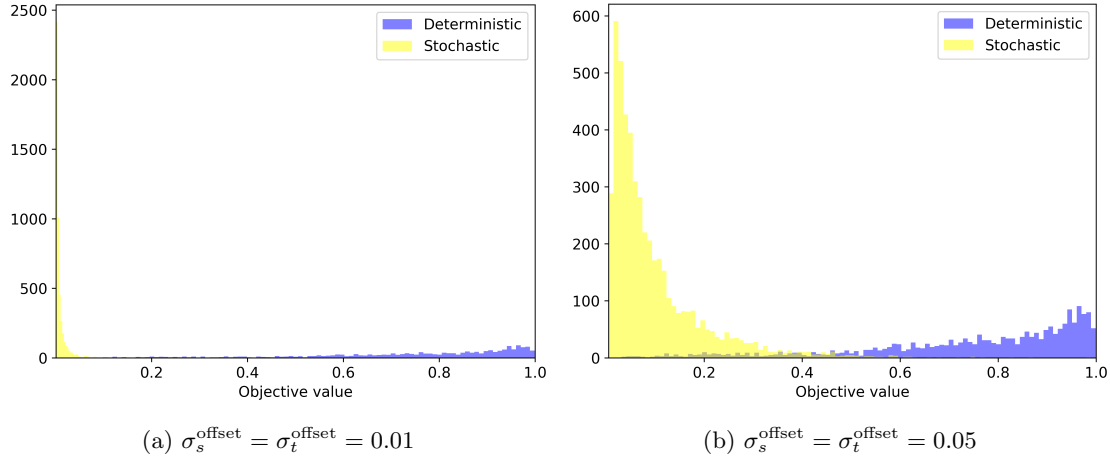 2500
2000
1500
1000
500
0
0.2 0.4 0.6 0.8 1.0
Objective value
Deterministic
Stochastic
(a) σ_s^offset = σ_t^offset = 0.01
600
500
400
300
200
100
0
0.2 0.4 0.6 0.8 1.0
Objective value
Deterministic
Stochastic
(b) σ_s^offset = σ_t^offset = 0.05